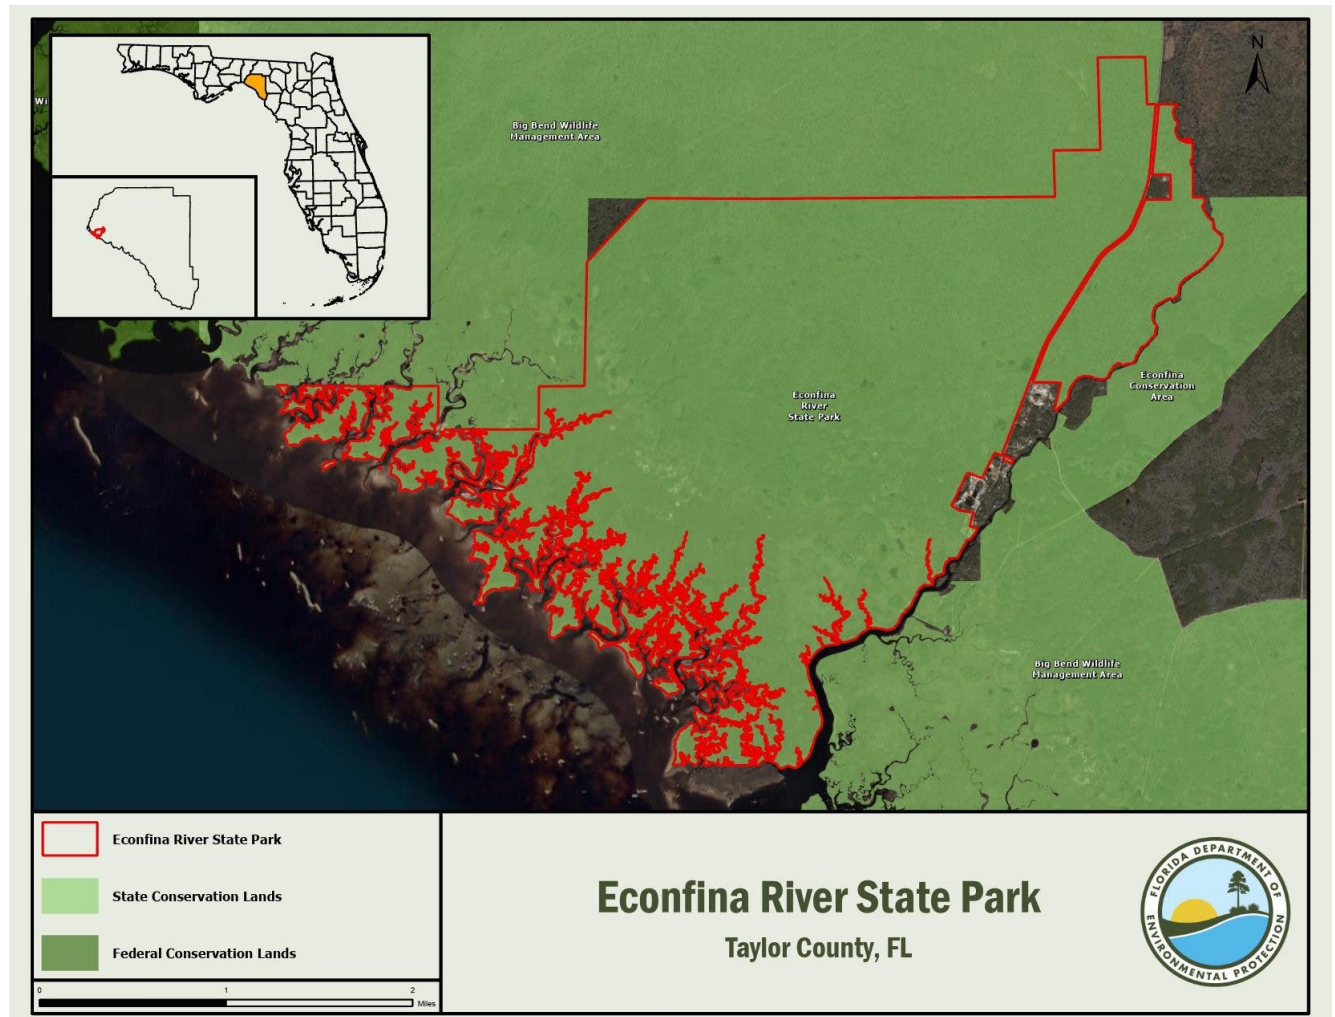 Wi
N
Big Bend Wildlife
Management Area
Econfina
River
State Park
Econfina
Conservation
Area
Big Bend Wildlife
Management Area
Econfina River State Park
State Conservation Lands
Federal Conservation Lands
0 1 2
Miles
Econfina River State Park
Taylor County, FL
FLORIDA DEPARTMENT OF
ENVIRONMENTAL PROTECTION